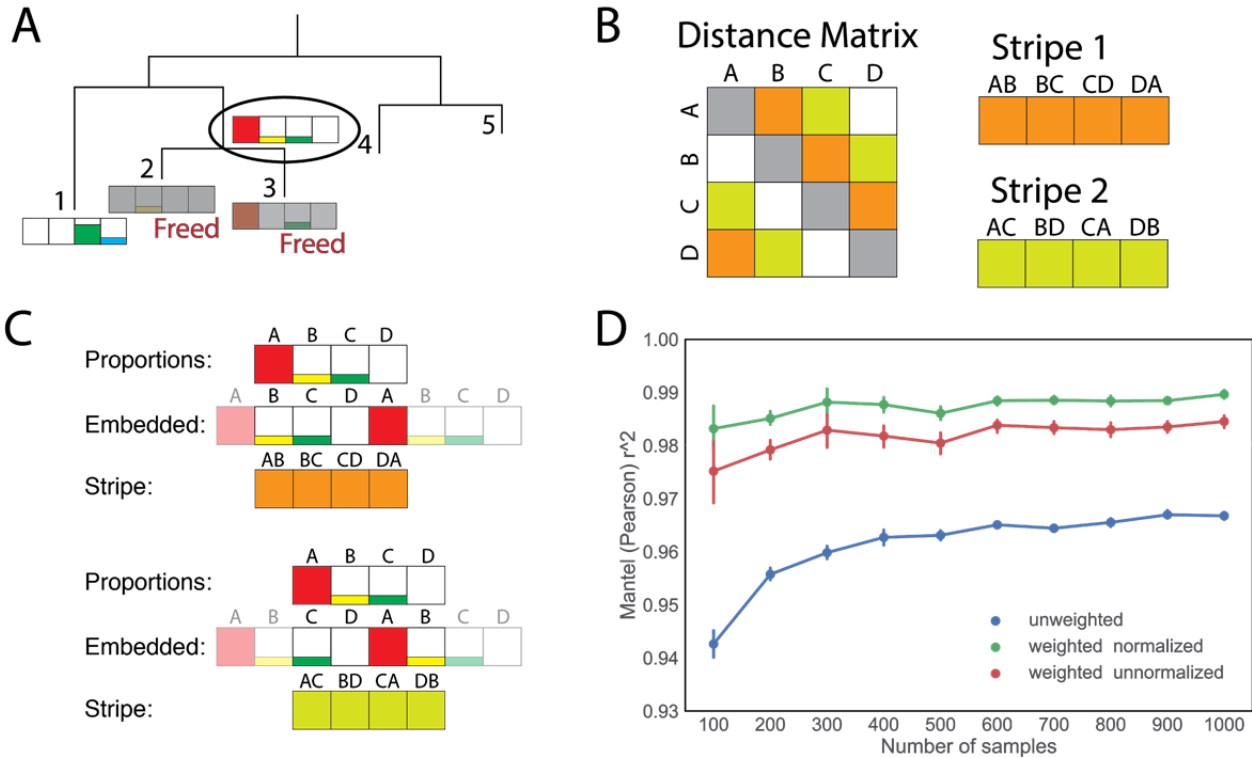 A
1
2
3
4
5
Freed
Freed
B
Distance Matrix
A B C D
A
B
C
D
Stripe 1
AB BC CD DA
Stripe 2
AC BD CA DB
C
A B C D
Proportions:
A B C D A B C D
Embedded:
AB BC CD DA
Stripe:
A B C D
Proportions:
A B C D A B C D
Embedded:
AC BD CA DB
Stripe:
D
Mantel (Pearson) r^2
1.00
0.99
0.98
0.97
0.96
0.95
0.94
0.93
unweighted
weighted normalized
weighted unnormalized
100 200 300 400 500 600 700 800 900 1000
Number of samples